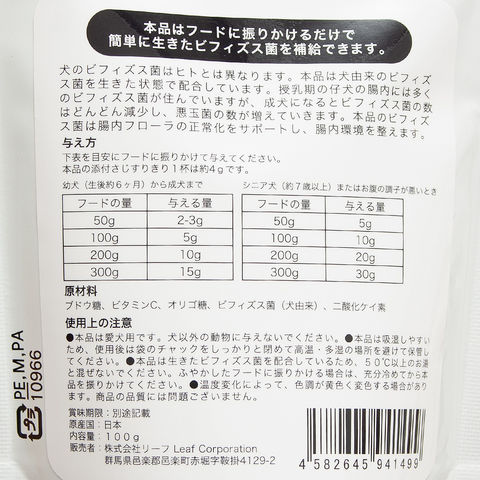 本品はフードに振りかけるだけで
簡単に生きたビフィズス菌を補給できます。
犬のビフィズス菌はヒトとは異なります。本品は犬由来のビフィズ
ス菌を生きた状態で配合しています。授乳期の仔犬の腸内には多く
のビフィズス菌が住んでいますが、成犬になるとビフィズス菌の数
はどんどん減少し、悪玉菌の数が増えていきます。本品のビフィズ
ス菌は腸内フローラの正常化をサポートし、腸内環境を整えます。
与え方
下表を目安にフードに振りかけて与えてください。
本品の添付さじすりきり1杯は約4gです。
幼犬（生後約6ヶ月）から成犬まで
フードの量 与える量
50g 2-3g
100g 5g
200g 10g
300g 15g
シニア犬（約7歳以上）またはお腹の調子が悪いとき
フードの量 与える量
50g 5g
100g 10g
200g 20g
300g 30g
原材料
ブドウ糖、ビタミンC、オリゴ糖、ビフィズス菌（犬由来）、二酸化ケイ素
使用上の注意
●本品は愛犬用です。犬以外の動物に与えないでください。●本品は吸湿しやすい
ため、使用後は袋のチャックをしっかりと閉めて高温・多湿の場所を避けて保管し
てください。●本品は生きたビフィズス菌を配合しているため、50℃以上のお湯
と混ぜないでください。ふやかしたフードに振りかける場合は、充分冷めてから本
品を振りかけてください。●温度変化によって、色調が黄色く変色する場合があり
ます。商品の品質には問題ございません。
賞味期限：別途記載
原産国：日本
内容量：100g
販売者：株式会社リーフ Leaf Corporation
群馬県邑楽郡邑楽町赤堀字鞍掛4129-2
4 582645 941499
プラ
PE,M,PA
10966